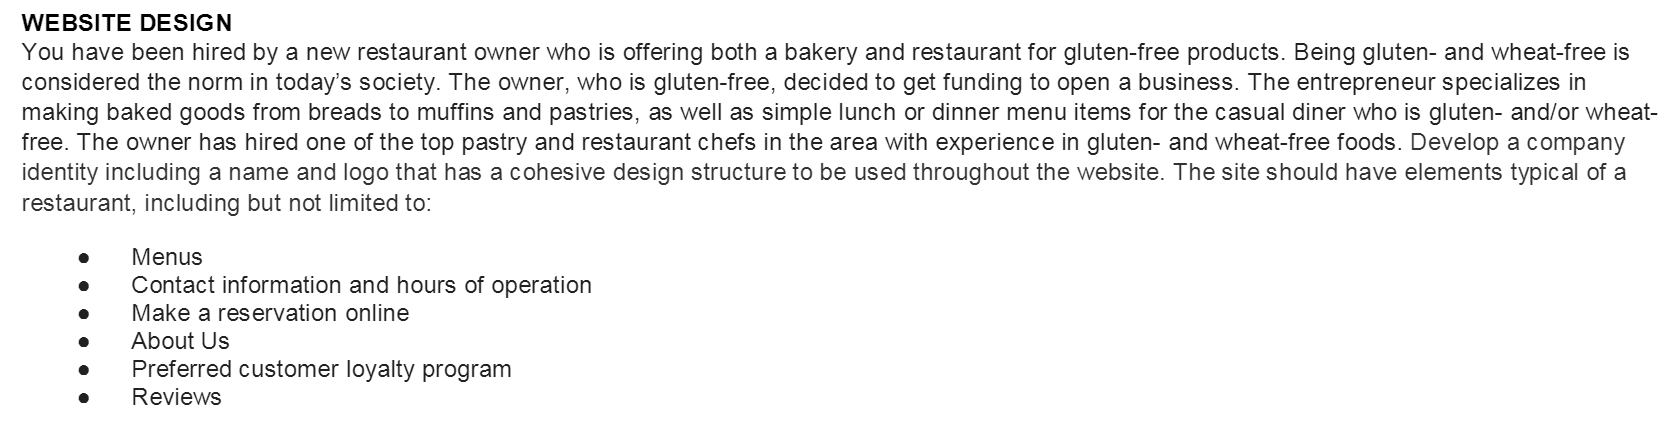 WEBSITE DESIGN
You have been hired by a new restaurant owner who is offering both a bakery and restaurant for gluten-free products. Being gluten- and wheat-free is
considered the norm in today's society. The owner, who is gluten-free, decided to get funding to open a business. The entrepreneur specializes in
making baked goods from breads to muffins and pastries, as well as simple lunch or dinner menu items for the casual diner who is gluten- and/or wheat-
free. The owner has hired one of the top pastry and restaurant chefs in the area with experience in gluten- and wheat-free foods. Develop a company
identity including a name and logo that has a cohesive design structure to be used throughout the website. The site should have elements typical of a
restaurant, including but not limited to:
● Menus
● Contact information and hours of operation
● Make a reservation online
● About Us
● Preferred customer loyalty program
● Reviews